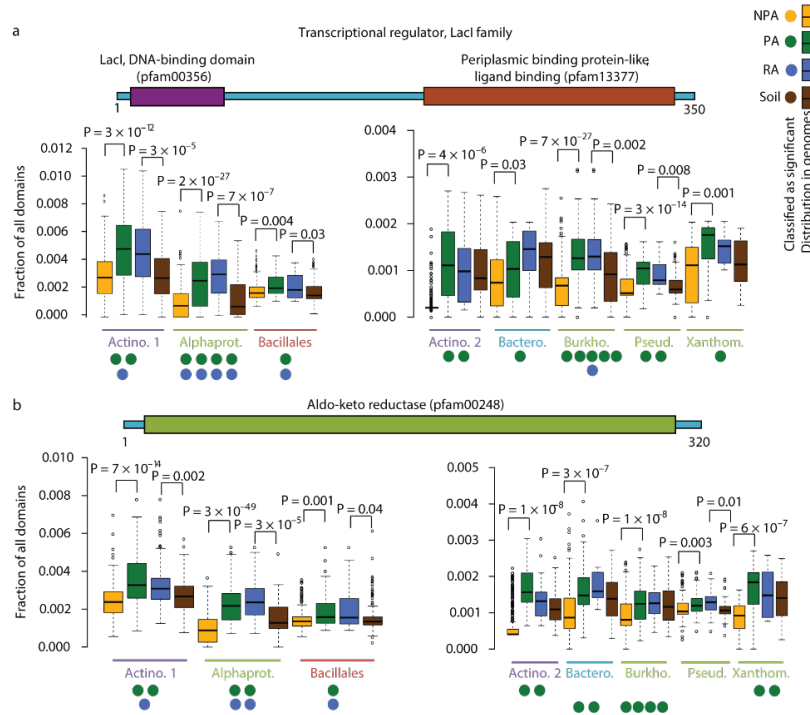 a
Transcriptional regulator, LacI family
LacI, DNA-binding domain
(pfam00356)
Periplasmic binding protein-like,
ligand binding (pfam13377)
1
350
NPA
PA
RA
Soil
Classified as significant
Distribution in genomes
Fraction of all domains
0.012
0.010
0.008
0.006
0.004
0.002
0.000
P = 3 × 10⁻¹²
P = 3 × 10⁻⁵
P = 2 × 10⁻²⁷
P = 7 × 10⁻⁷
P = 0.004
P = 0.03
Actino. 1
Alphaprot.
Bacillales
0.004
0.003
0.002
0.001
0.000
P = 4 × 10⁻⁶
P = 0.03
P = 7 × 10⁻²⁷
P = 0.002
P = 3 × 10⁻¹⁴
P = 0.008
P = 0.001
Actino. 2
Bactero.
Burkho.
Pseud.
Xanthom.
b
Aldo-keto reductase (pfam00248)
1
320
Fraction of all domains
0.010
0.008
0.006
0.004
0.002
0.000
P = 7 × 10⁻¹⁴
P = 0.002
P = 3 × 10⁻⁴⁹
P = 3 × 10⁻⁵
P = 0.001
P = 0.04
Actino. 1
Alphaprot.
Bacillales
0.005
0.004
0.003
0.002
0.001
0.000
P = 1 × 10⁻⁸
P = 3 × 10⁻⁷
P = 1 × 10⁻⁸
P = 0.003
P = 0.01
P = 6 × 10⁻⁷
Actino. 2
Bactero.
Burkho.
Pseud.
Xanthom.